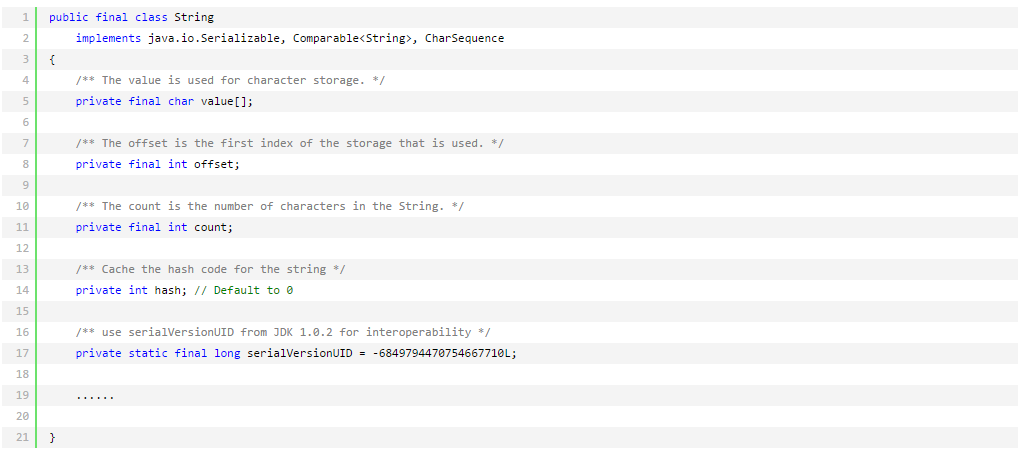 1 public final class String
2 implements java.io.Serializable, Comparable<String>, CharSequence
3 {
4 /** The value is used for character storage. */
5 private final char value[];
6
7 /** The offset is the first index of the storage that is used. */
8 private final int offset;
9
10 /** The count is the number of characters in the String. */
11 private final int count;
12
13 /** Cache the hash code for the string */
14 private int hash; // Default to 0
15
16 /** use serialVersionUID from JDK 1.0.2 for interoperability */
17 private static final long serialVersionUID = -6849794470754667710L;
18
19 ......
20
21 }